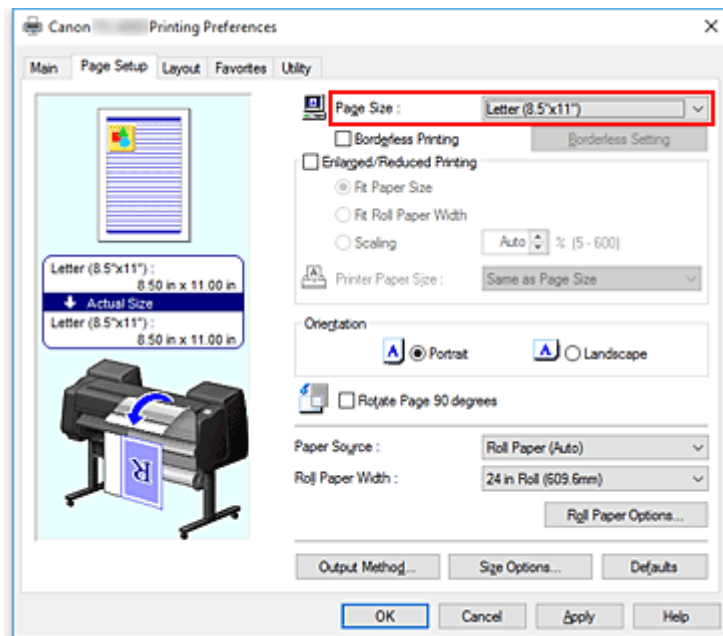 Canon Printing Preferences
Main Page Setup Layout Favorites Utility
Page Size : Letter (8.5"x11")
Borderless Printing Borderless Setting
Enlarged/Reduced Printing
Fit Paper Size
Fit Roll Paper Width
Scaling Auto % (5 - 600)
Printer Paper Size : Same as Page Size
Letter (8.5"x11") :
8.50 in x 11.00 in
Actual Size
Letter (8.5"x11") :
8.50 in x 11.00 in
Orientation
A Portrait A Landscape
Rotate Page 90 degrees
Paper Source : Roll Paper (Auto)
Roll Paper Width : 24 in Roll (609.6mm)
Roll Paper Options...
R
Output Method... Size Options... Defaults
OK Cancel Apply Help